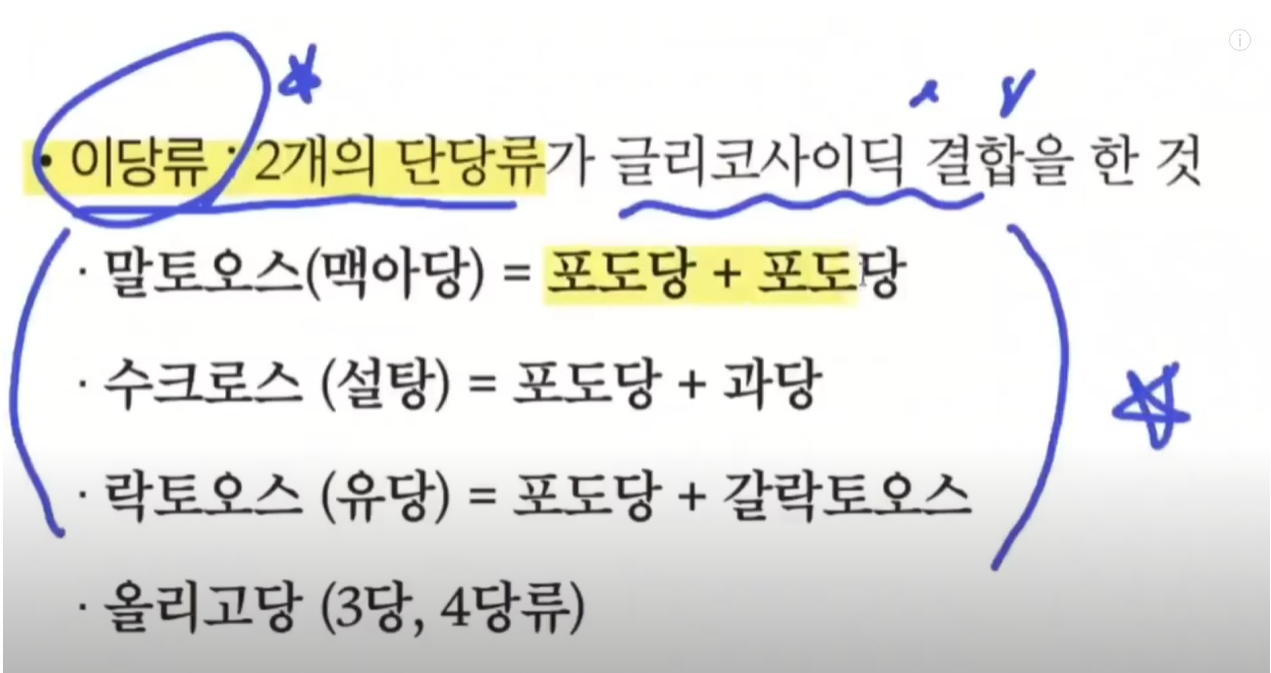 • 이당류 : 2개의 단당류가 글리코사이딕 결합을 한 것
· 말토오스(맥아당) = 포도당 + 포도당
· 수크로스 (설탕) = 포도당 + 과당
· 락토오스 (유당) = 포도당 + 갈락토오스
· 올리고당 (3당, 4당류)